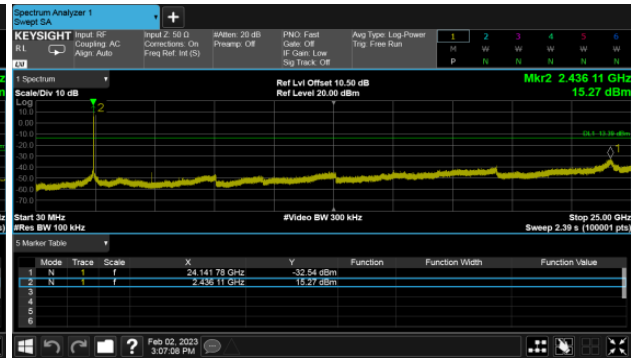 Spectrum Analyzer 1
Swept SA
+
KEYSIGHT Input: RF Input Z: 50 Ω #Atten: 20 dB PNO: Fast Avg Type: Log-Power 1 2 3 4 5 6
R L Coupling: AC Corrections: On Preamp: Off Gate: Off Trig: Free Run M W W W W W
Align: Auto Freq Ref: Int (S) IF Gain: Low P N N N N N
LXI Sig Track: Off
1 Spectrum Ref Lvl Offset 10.50 dB Mkr2 2.436 11 GHz
Scale/Div 10 dB Ref Level 20.00 dBm 15.27 dBm
Log
10.0
0.00
-10.0
-20.0
-30.0
-40.0
-50.0
-60.0
-70.0
2
DL1 -13.39 dBm
1
Start 30 MHz #Video BW 300 kHz Stop 25.00 GHz
#Res BW 100 kHz Sweep 2.39 s (100001 pts)
5 Marker Table
Mode Trace Scale X Y Function Function Width Function Value
1 N 1 f 24.141 78 GHz -32.54 dBm
2 N 1 f 2.436 11 GHz 15.27 dBm
3
4
5
6
? Feb 02, 2023
3:07:08 PM